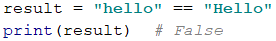 result = "hello" == "Hello"
print(result)  # False